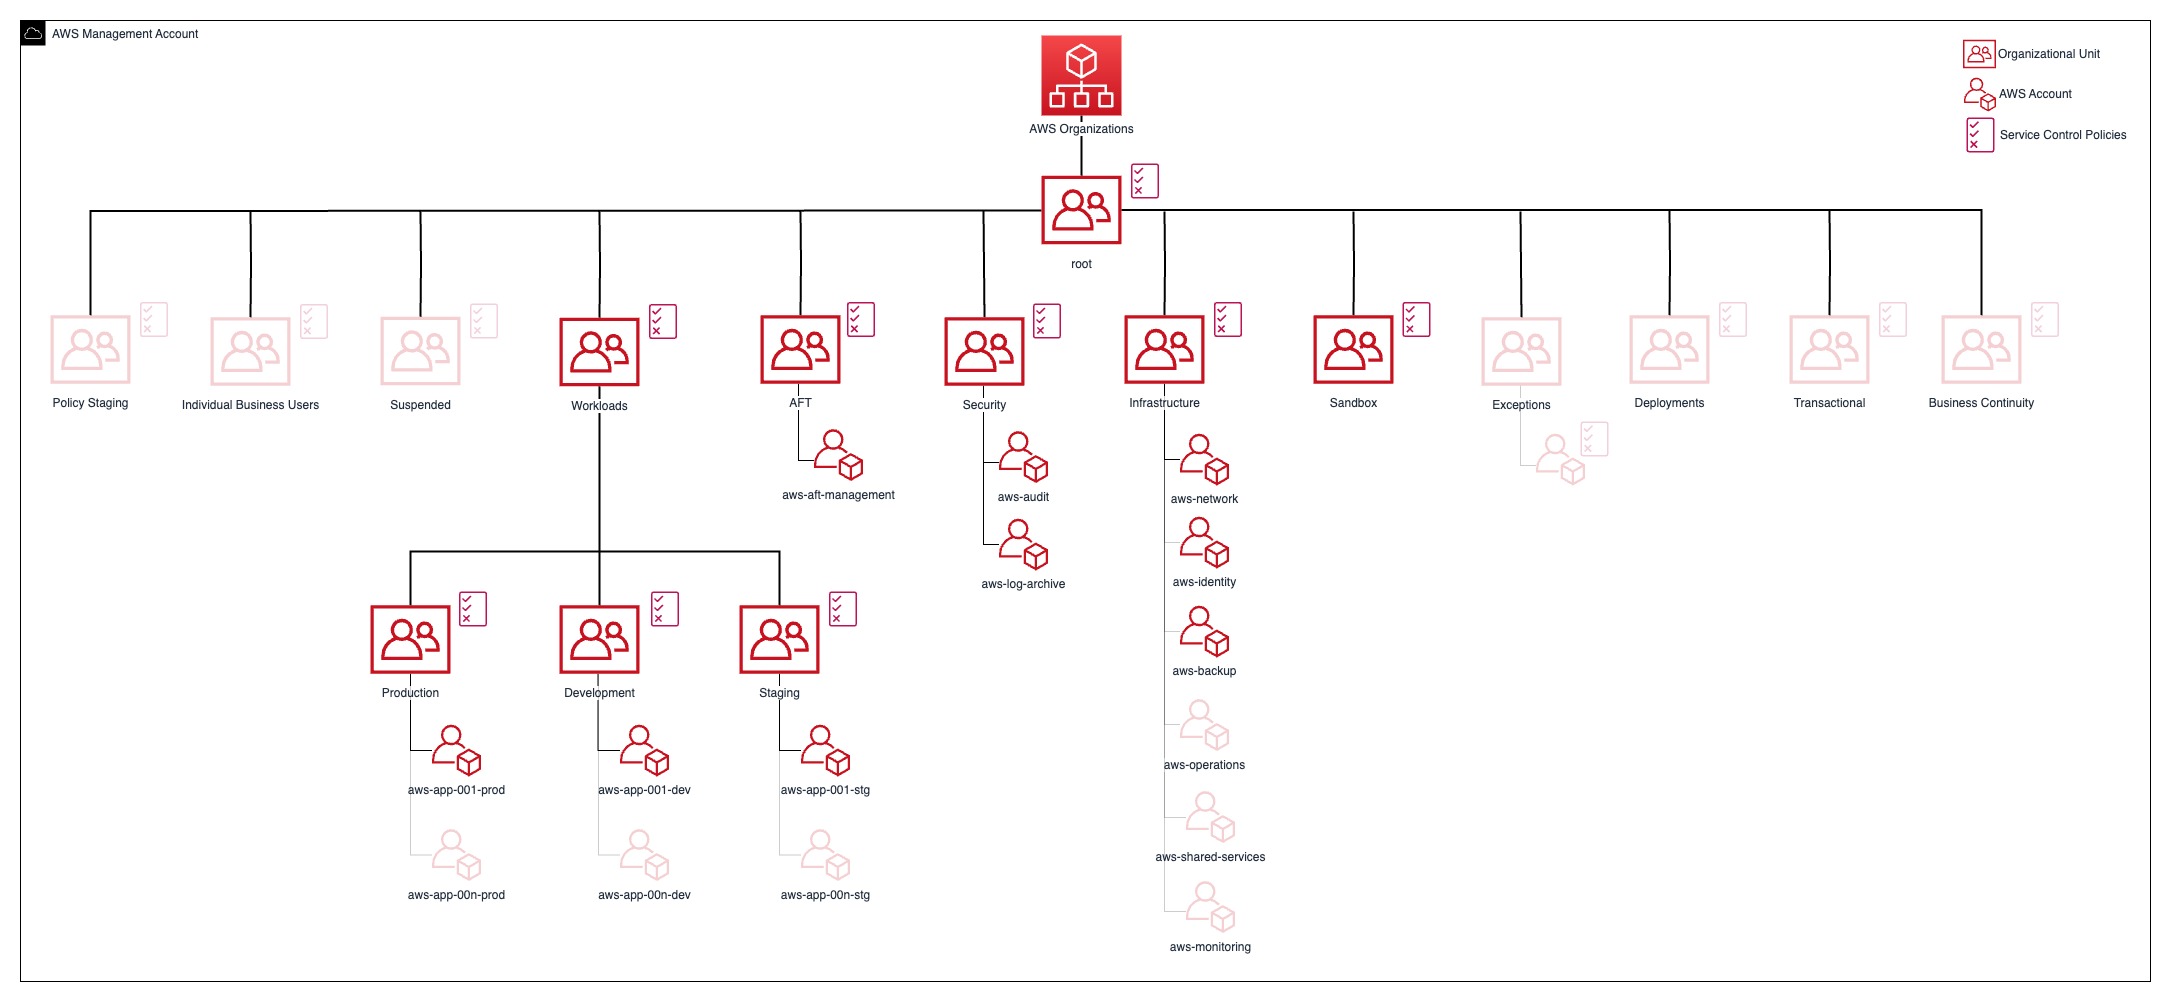 AWS Management Account
Organizational Unit
AWS Account
Service Control Policies
AWS Organizations
root
Policy Staging
Individual Business Users
Suspended
Workloads
AFT
Security
Infrastructure
Sandbox
Exceptions
Deployments
Transactional
Business Continuity
aws-aft-management
aws-audit
aws-network
aws-log-archive
aws-identity
aws-backup
Production
Development
Staging
aws-operations
aws-app-001-prod
aws-app-001-dev
aws-app-001-stg
aws-shared-services
aws-app-00n-prod
aws-app-00n-dev
aws-app-00n-stg
aws-monitoring